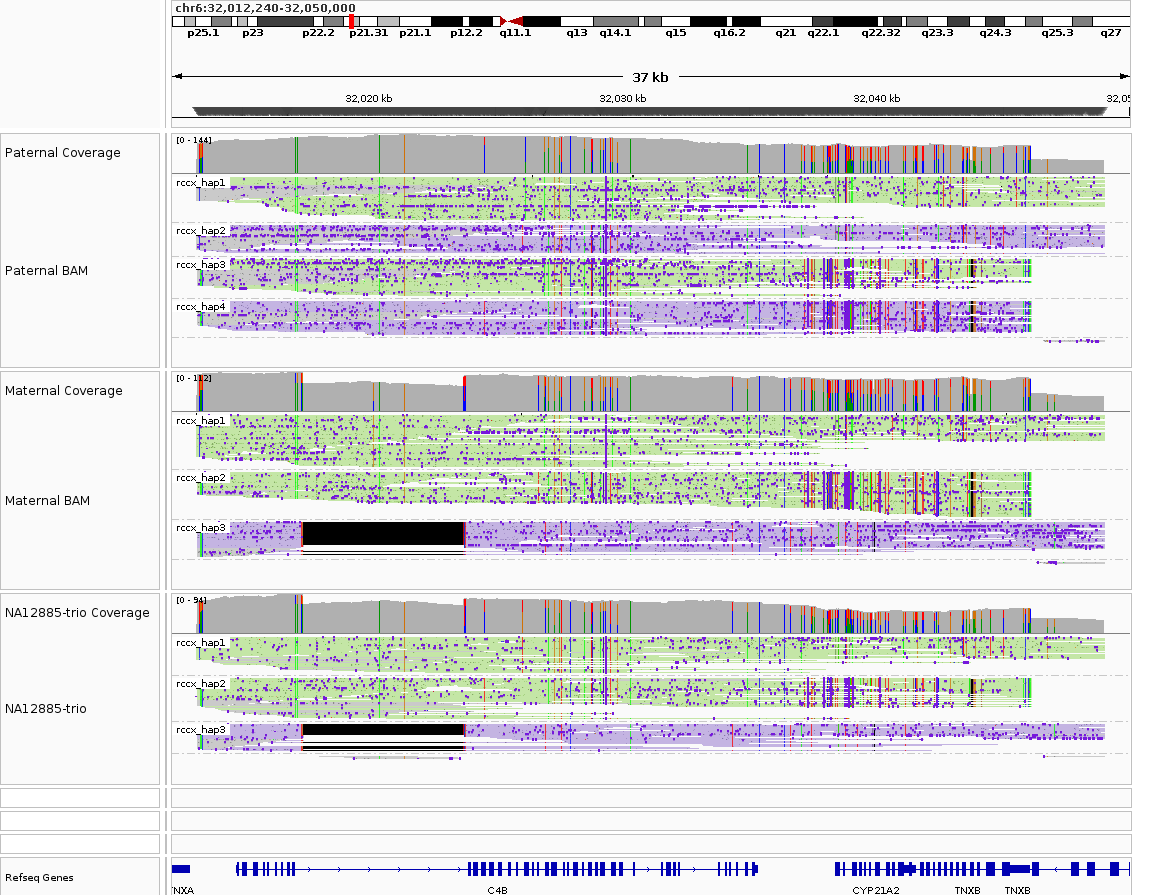 chr6:32,012,240-32,050,000
p25.1 p23 p22.2 p21.31 p21.1 p12.2 q11.1 q13 q14.1 q15 q16.2 q21 q22.1 q22.32 q23.3 q24.3 q25.3 q27
37 kb
32,020 kb 32,030 kb 32,040 kb 32,05
[0 - 144]
Paternal Coverage
rccx_hap1
rccx_hap2
rccx_hap3
Paternal BAM
rccx_hap4
[0 - 112]
Maternal Coverage
rccx_hap1
rccx_hap2
Maternal BAM
rccx_hap3
[0 - 94]
NA12885-trio Coverage
rccx_hap1
rccx_hap2
NA12885-trio
rccx_hap3
Refseq Genes
NXA C4B CYP21A2 TNXB TNXB